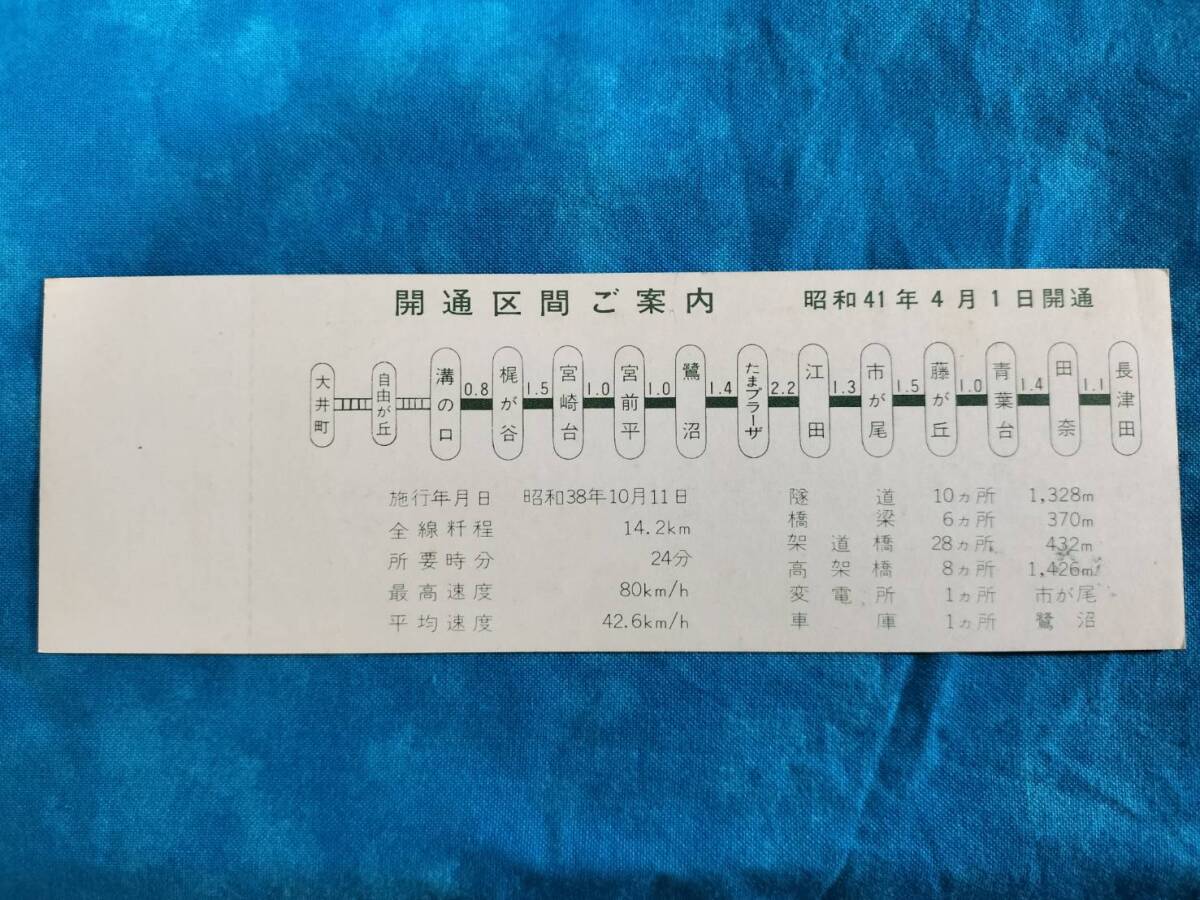 開通区間ご案内 昭和41年4月1日開通
大井町 自由が丘 溝の口 0.8 梶が谷 1.5 宮崎台 1.0 宮前平 1.0 鷺沼 1.4 たまプラーザ 2.2 江田 1.3 市が尾 1.5 藤が丘 1.0 青葉台 1.4 田奈 1.1 長津田
施行年月日 昭和38年10月11日
全線粁程 14.2km
所要時分 24分
最高速度 80km/h
平均速度 42.6km/h
隧道 10ヵ所 1,328m
橋梁 6ヵ所 370m
架道橋 28ヵ所 432m
高架橋 8ヵ所 1,426m
変電所 1ヵ所 市が尾
車庫 1ヵ所 鷺沼